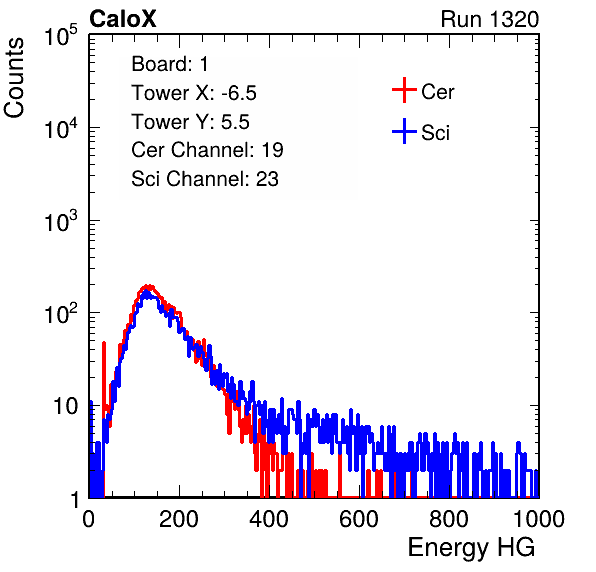 CaloX Run 1320
10^5
Counts
Board: 1
Tower X: -6.5
Tower Y: 5.5
Cer Channel: 19
Sci Channel: 23
Cer
Sci
10^4
10^3
10^2
10
1
0 200 400 600 800 1000
Energy HG